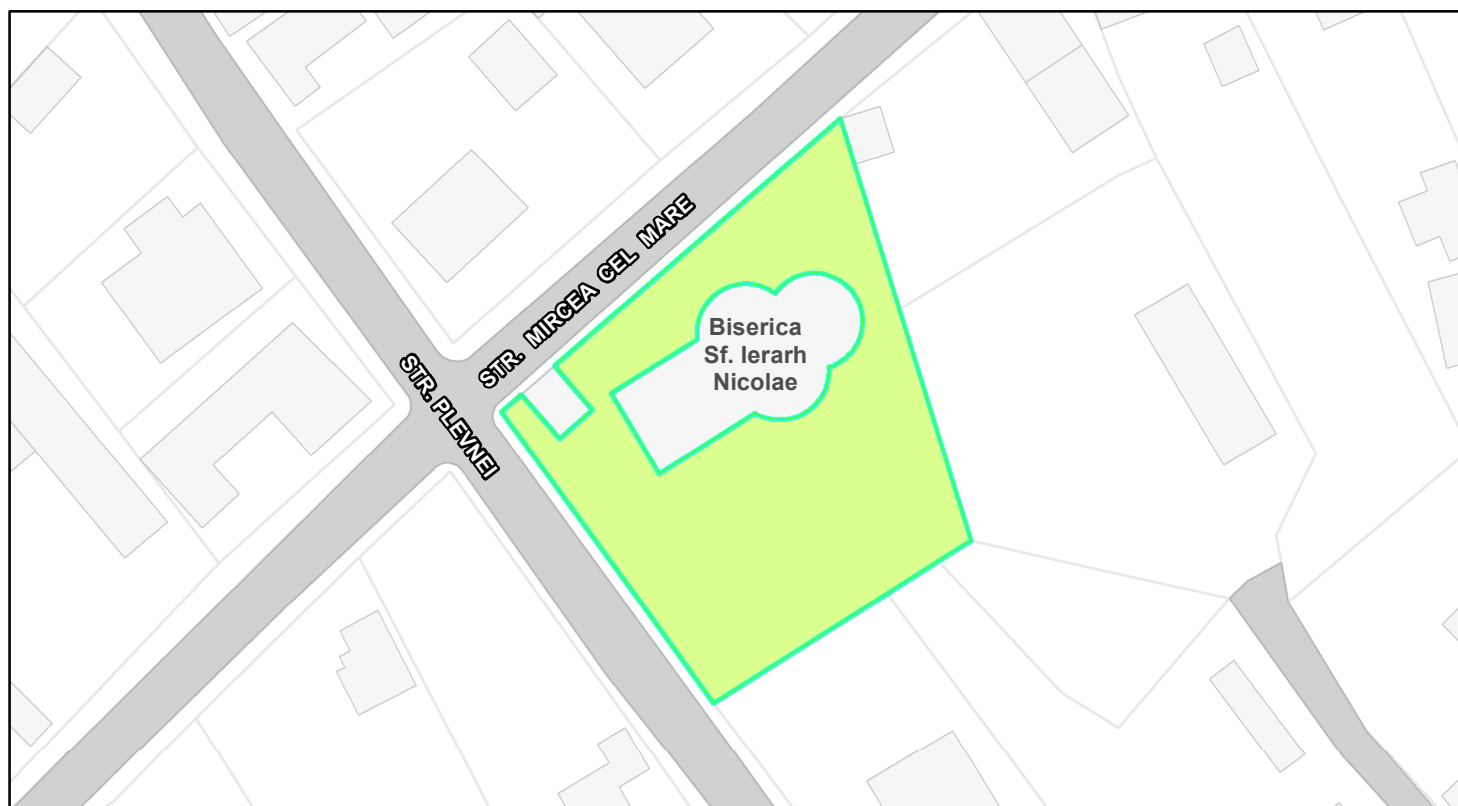 STR. MIRCEA CEL MARE
Biserica
Sf. Ierarh
Nicolae
STR. PLEVNEI